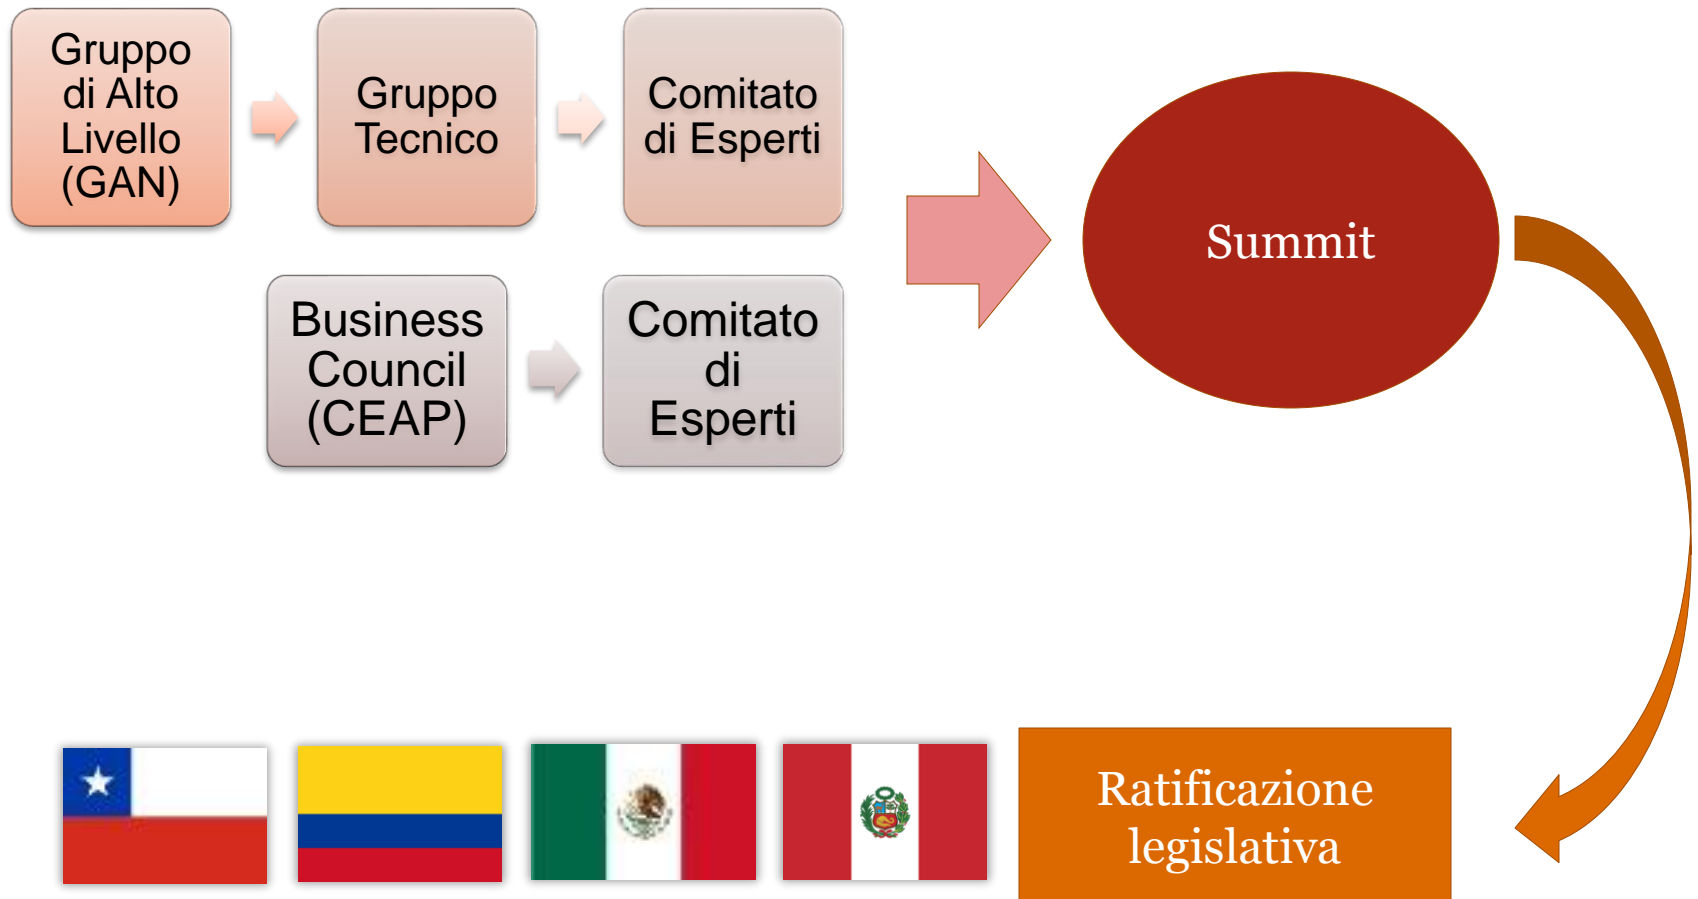 Gruppo
di Alto
Livello
(GAN)
Gruppo
Tecnico
Comitato
di Esperti
Summit
Business
Council
(CEAP)
Comitato
di
Esperti
Ratificazione
legislativa